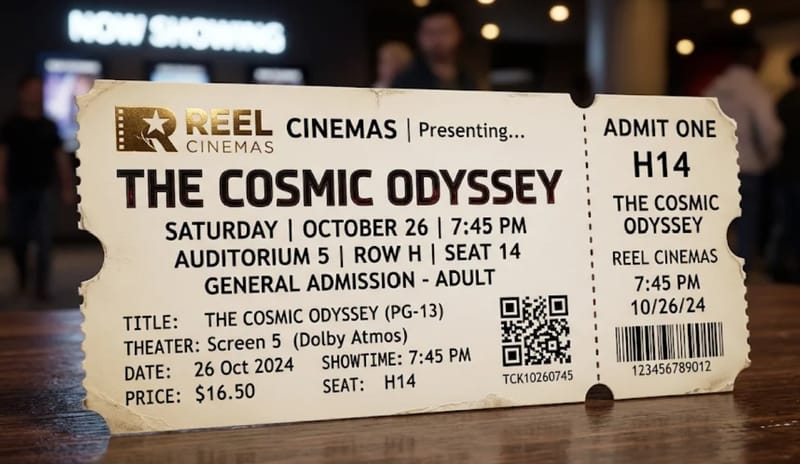 NOW SHOWING
REEL CINEMAS
CINEMAS | Presenting...
THE COSMIC ODYSSEY
SATURDAY | OCTOBER 26 | 7:45 PM
AUDITORIUM 5 | ROW H | SEAT 14
GENERAL ADMISSION - ADULT
TITLE: THE COSMIC ODYSSEY (PG-13)
THEATER: Screen 5 (Dolby Atmos)
DATE: 26 Oct 2024 SHOWTIME: 7:45 PM
PRICE: $16.50 SEAT: H14
TCK10260745
ADMIT ONE
H14
THE COSMIC
ODYSSEY
REEL CINEMAS
7:45 PM
10/26/24
123456789012